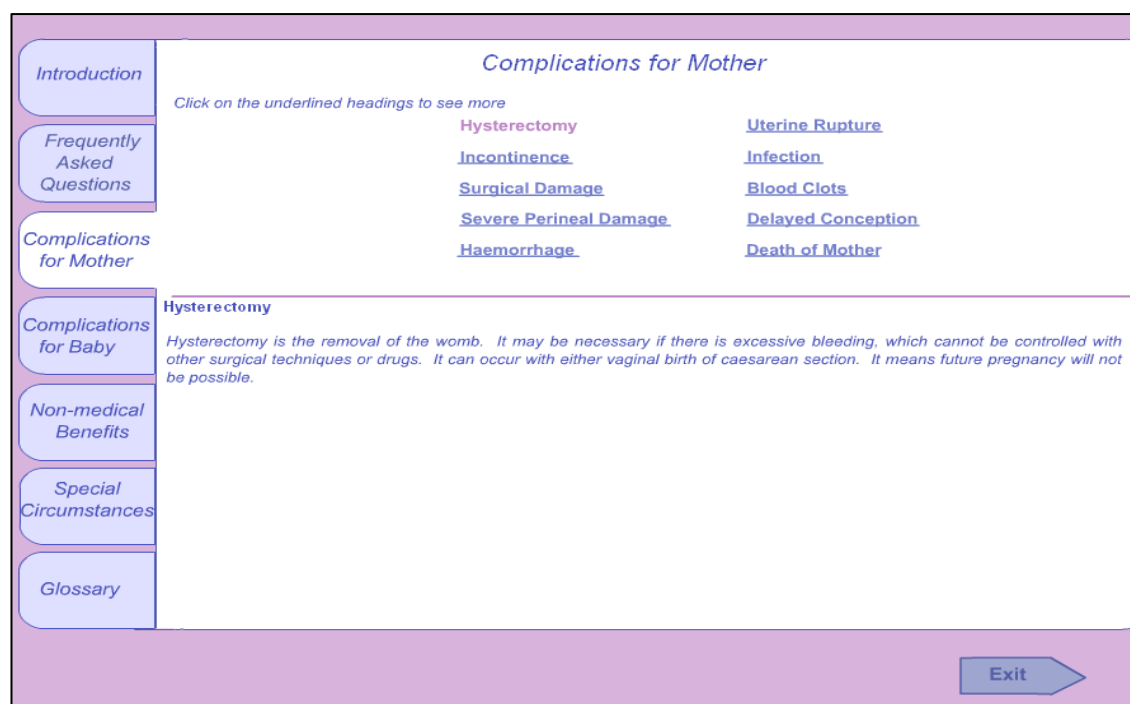 Introduction
Frequently
Asked
Questions
Complications
for Mother
Complications
for Baby
Non-medical
Benefits
Special
Circumstances
Glossary
Complications for Mother
Click on the underlined headings to see more
Hysterectomy
Uterine Rupture
Incontinence
Infection
Surgical Damage
Blood Clots
Severe Perineal Damage
Delayed Conception
Haemorrhage
Death of Mother
Hysterectomy
Hysterectomy is the removal of the womb. It may be necessary if there is excessive bleeding, which cannot be controlled with
other surgical techniques or drugs. It can occur with either vaginal birth of caesarean section. It means future pregnancy will not
be possible.
Exit